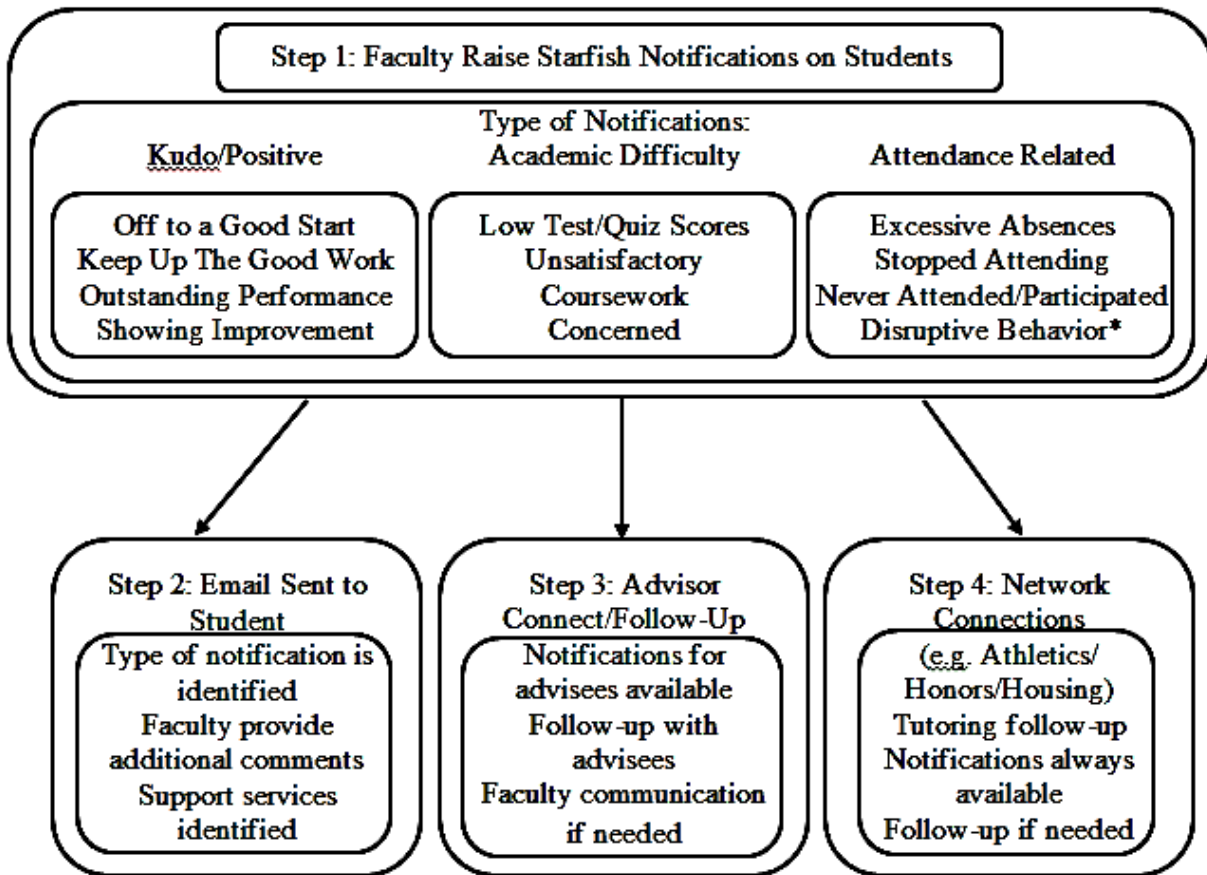 Step 1: Faculty Raise Starfish Notifications on Students
Type of Notifications:
Kudo/Positive
Academic Difficulty
Attendance Related
Off to a Good Start
Keep Up The Good Work
Outstanding Performance
Showing Improvement
Low Test/Quiz Scores
Unsatisfactory
Coursework
Concerned
Excessive Absences
Stopped Attending
Never Attended/Participated
Disruptive Behavior*
Step 2: Email Sent to
Student
Type of notification is
identified
Faculty provide
additional comments
Support services
identified
Step 3: Advisor
Connect/Follow-Up
Notifications for
advisees available
Follow-up with
advisees
Faculty communication
if needed
Step 4: Network
Connections
(e.g. Athletics/
Honors/Housing)
Tutoring follow-up
Notifications always
available
Follow-up if needed